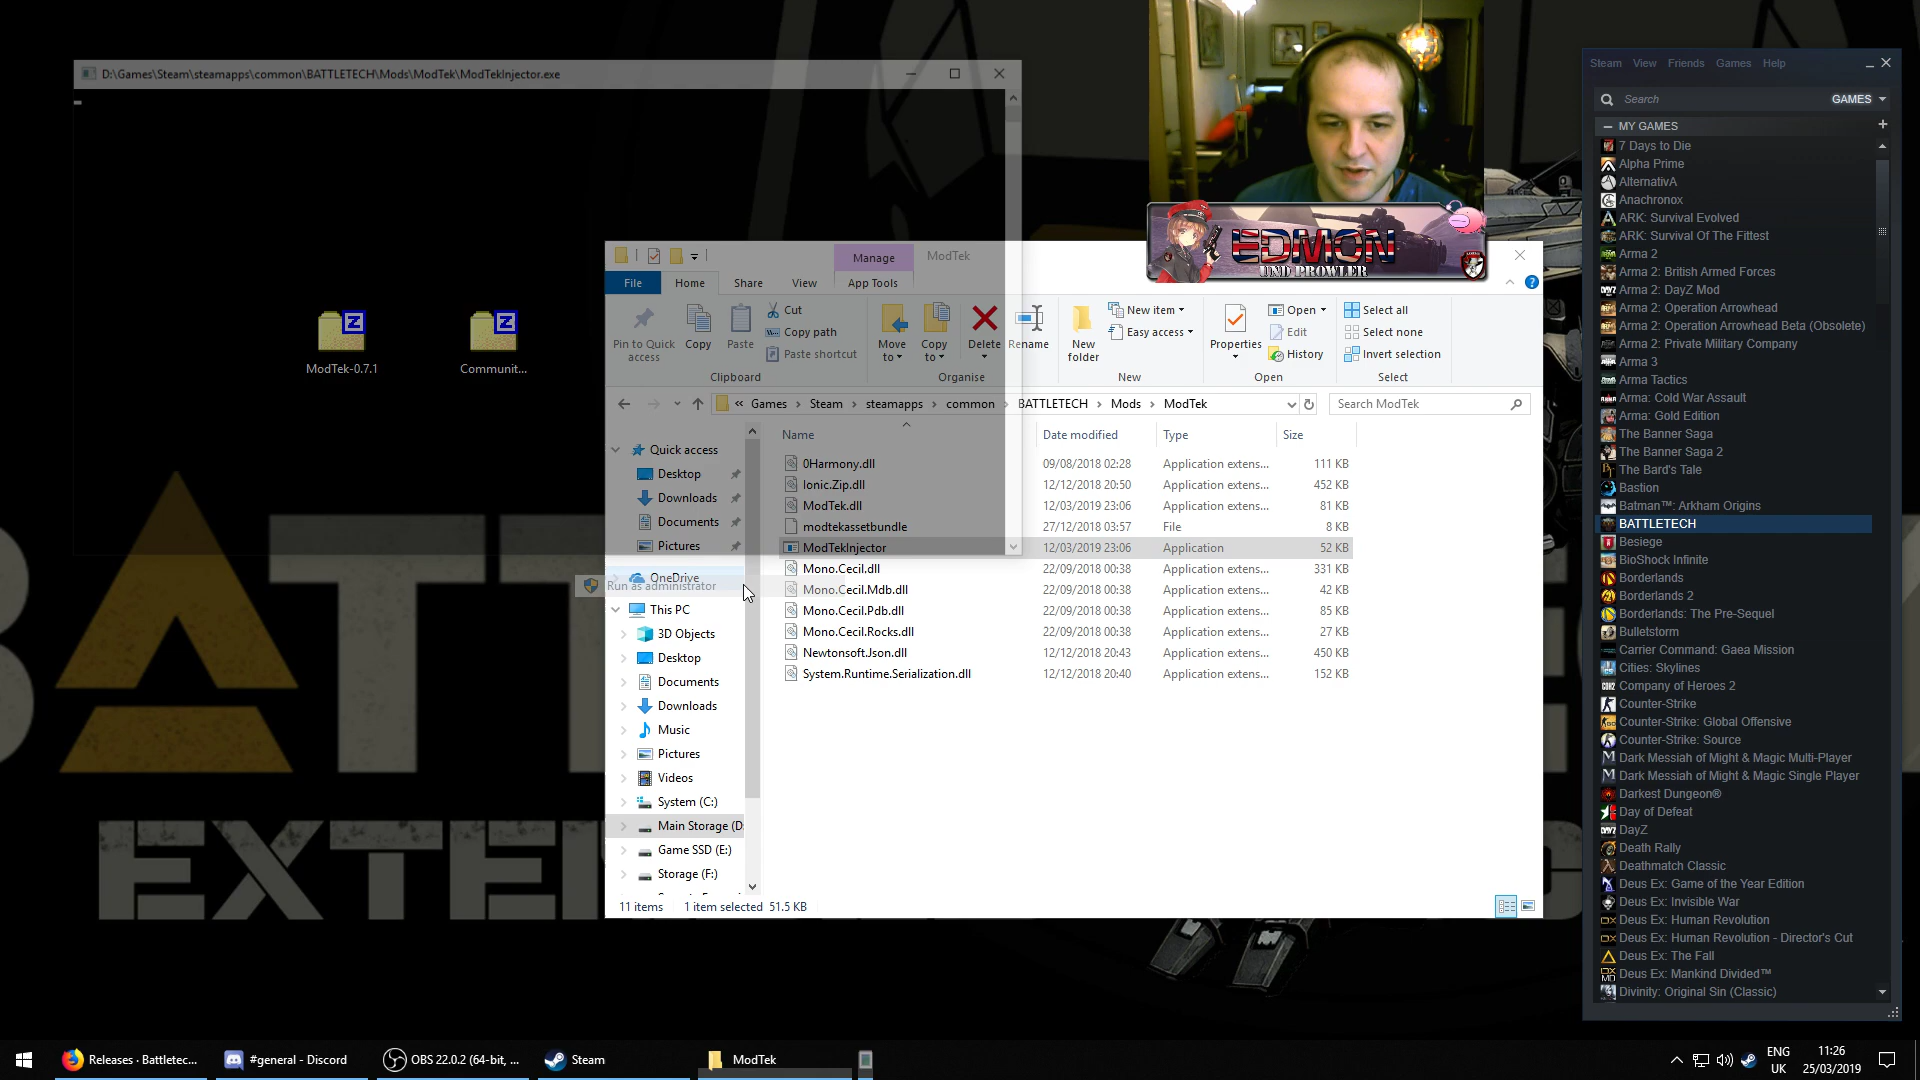 D:\Games\Steam\steamapps\common\BATTLETECH\Mods\ModTek\ModTekInjector.exe
ModTek-0.7.1
Communit...
Manage
ModTek
File
Home
Share
View
App Tools
Pin to Quick access
Copy
Paste
Cut
Copy path
Paste shortcut
Move to
Copy to
Delete
Rename
New folder
New item
Easy access
Properties
Open
Edit
History
Select all
Select none
Invert selection
Clipboard
Organise
New
Open
Select
« Games > Steam > steamapps > common > BATTLETECH > Mods > ModTek
Search ModTek
Name Date modified Type Size
0Harmony.dll 09/08/2018 02:28 Application extens... 111 KB
Ionic.Zip.dll 12/12/2018 20:50 Application extens... 452 KB
ModTek.dll 12/03/2019 23:06 Application extens... 81 KB
modtekassetbundle 27/12/2018 03:57 File 8 KB
ModTekInjector 12/03/2019 23:06 Application 52 KB
Mono.Cecil.dll 22/09/2018 00:38 Application extens... 331 KB
Mono.Cecil.Mdb.dll 22/09/2018 00:38 Application extens... 42 KB
Mono.Cecil.Pdb.dll 22/09/2018 00:38 Application extens... 85 KB
Mono.Cecil.Rocks.dll 22/09/2018 00:38 Application extens... 27 KB
Newtonsoft.Json.dll 12/12/2018 20:43 Application extens... 450 KB
System.Runtime.Serialization.dll 12/12/2018 20:40 Application extens... 152 KB
Quick access
Desktop
Downloads
Documents
Pictures
OneDrive
Run as administrator
This PC
3D Objects
Desktop
Documents
Downloads
Music
Pictures
Videos
System (C:)
Main Storage (D:
Game SSD (E:)
Storage (F:)
11 items 1 item selected 51.5 KB
EDMON
UND PROWLER
Steam View Friends Games Help
Search
GAMES
MY GAMES
7 Days to Die
Alpha Prime
AlternativA
Anachronox
ARK: Survival Evolved
ARK: Survival Of The Fittest
Arma 2
Arma 2: British Armed Forces
Arma 2: DayZ Mod
Arma 2: Operation Arrowhead
Arma 2: Operation Arrowhead Beta (Obsolete)
Arma 2: Private Military Company
Arma 3
Arma Tactics
Arma: Cold War Assault
Arma: Gold Edition
The Banner Saga
The Banner Saga 2
The Bard's Tale
Bastion
Batman™: Arkham Origins
BATTLETECH
Besiege
BioShock Infinite
Borderlands
Borderlands 2
Borderlands: The Pre-Sequel
Bulletstorm
Carrier Command: Gaea Mission
Cities: Skylines
Company of Heroes 2
Counter-Strike
Counter-Strike: Global Offensive
Counter-Strike: Source
Dark Messiah of Might & Magic Multi-Player
Dark Messiah of Might & Magic Single Player
Darkest Dungeon®
Day of Defeat
DayZ
Death Rally
Deathmatch Classic
Deus Ex: Game of the Year Edition
Deus Ex: Invisible War
Deus Ex: Human Revolution
Deus Ex: Human Revolution - Director's Cut
Deus Ex: The Fall
Deus Ex: Mankind Divided™
Divinity: Original Sin (Classic)
BATT
EXTE
Releases · Battletec...
#general - Discord
OBS 22.0.2 (64-bit, ...
Steam
ModTek
ENG
UK
11:26
25/03/2019